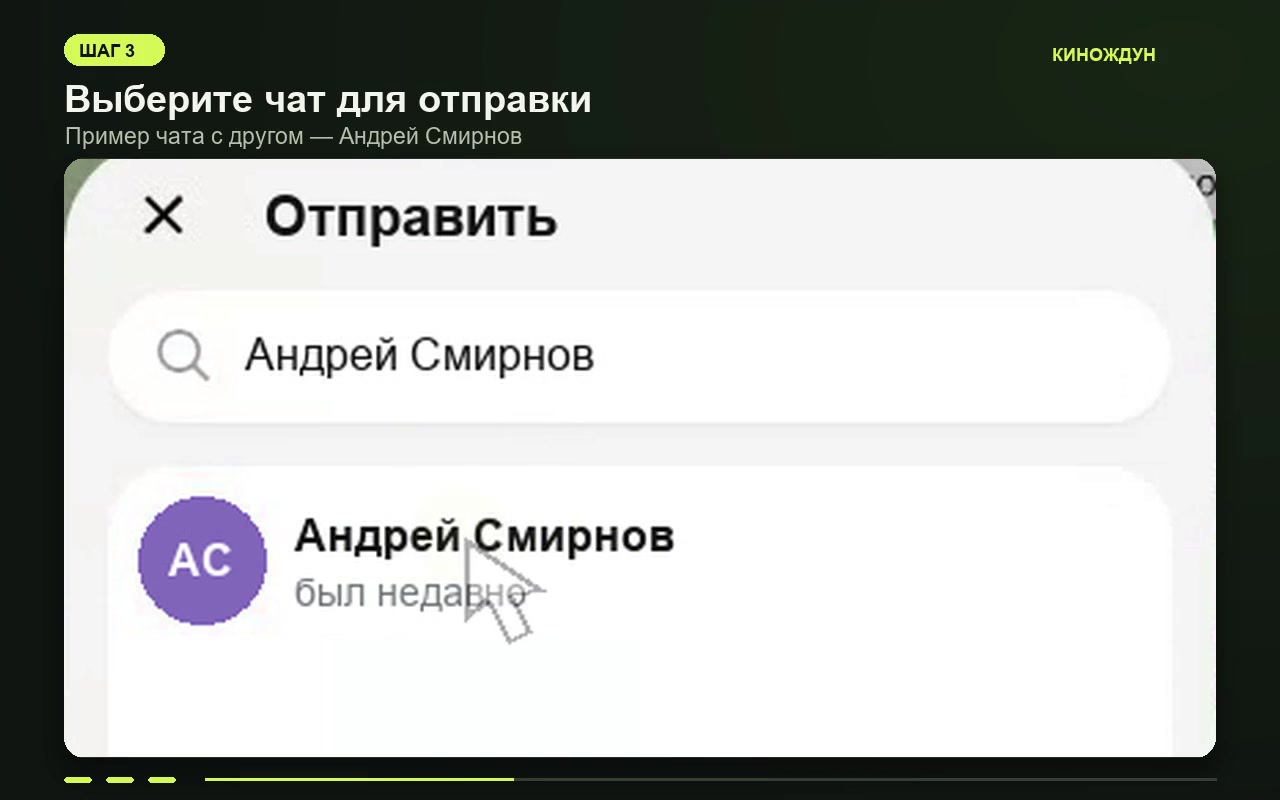 ШАГ 3
КИНОЖДУН
Выберите чат для отправки
Пример чата с другом — Андрей Смирнов
Отправить
Андрей Смирнов
АС
Андрей Смирнов
был недавно